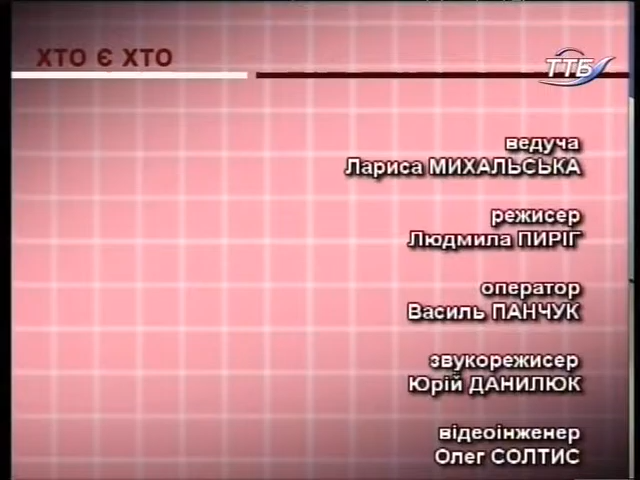 ХТО Є ХТО
ТТБ
ведуча
Лариса МИХАЛЬСЬКА
режисер
Людмила ПИРІГ
оператор
Василь ПАНЧУК
звукорежисер
Юрій ДАНИЛЮК
відеоінженер
Олег СОЛТИС